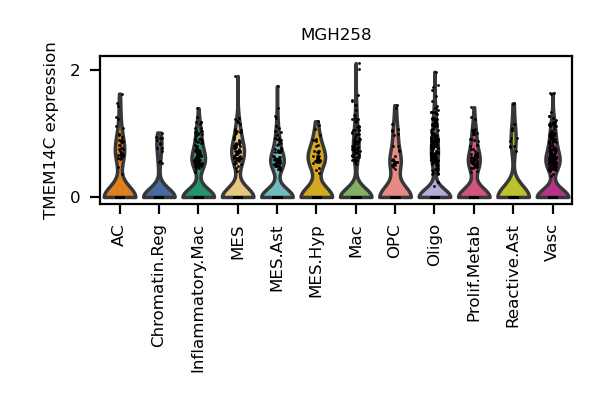 MGH258
TMEM14C expression
2
0
AC
Chromatin.Reg
Inflammatory.Mac
MES
MES.Ast
MES.Hyp
Mac
OPC
Oligo
Prolif.Metab
Reactive.Ast
Vasc